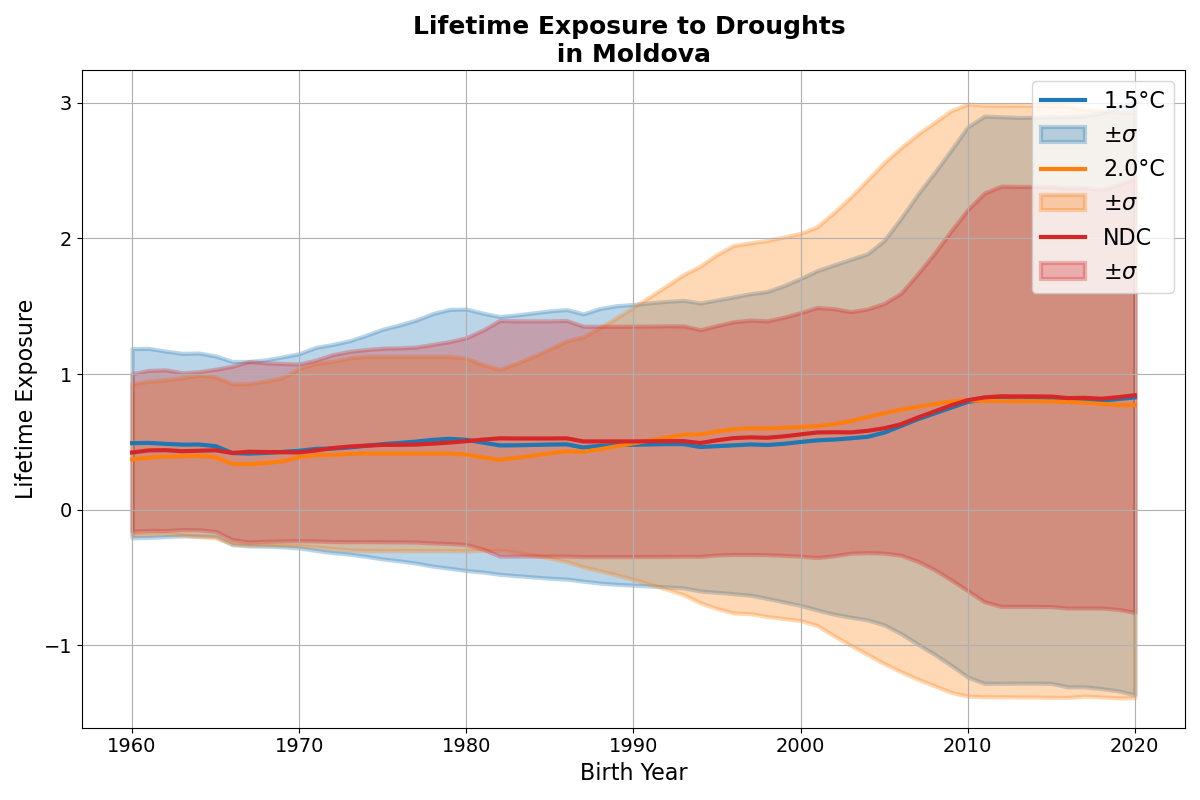 Lifetime Exposure to Droughts
in Moldova
1.5°C
±σ
2.0°C
±σ
NDC
±σ
3
2
1
0
−1
Lifetime Exposure
1960 1970 1980 1990 2000 2010 2020
Birth Year